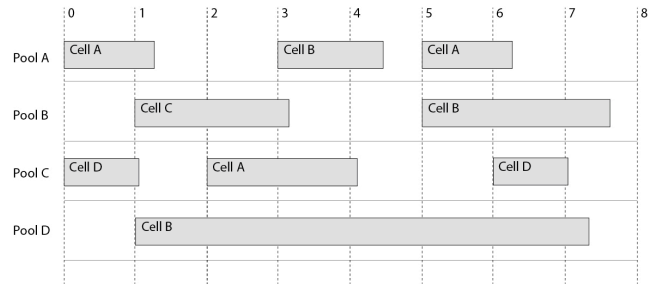 0 1 2 3 4 5 6 7 8
Pool A Cell A Cell B Cell A
Pool B Cell C Cell B
Pool C Cell D Cell A Cell D
Pool D Cell B